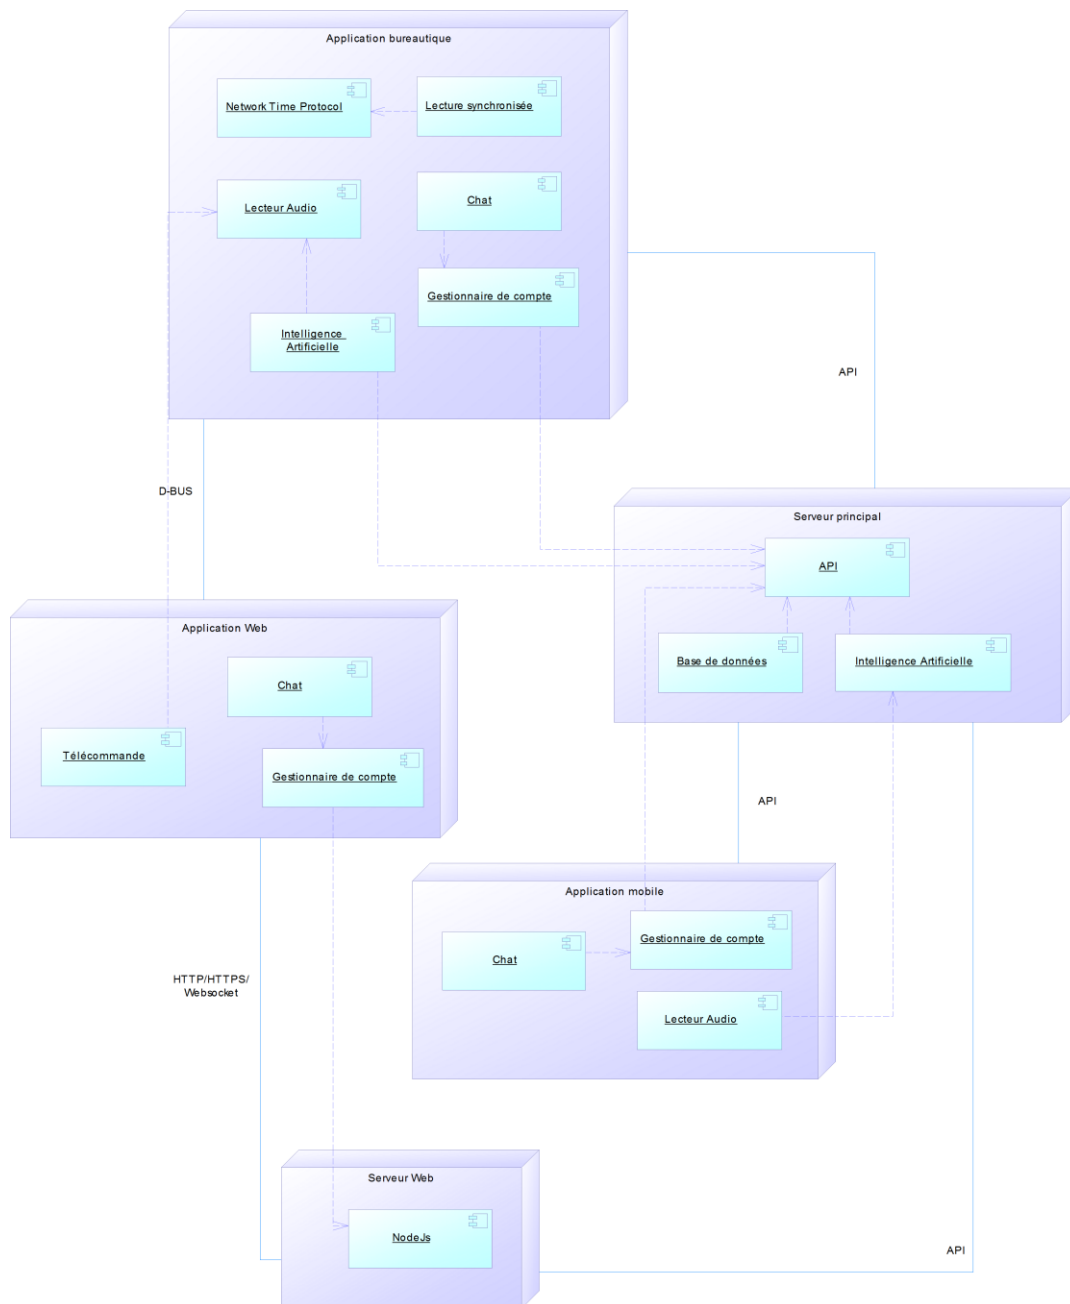 Application bureautique
Network Time Protocol
Lecture synchronisée
Lecteur Audio
Chat
Gestionnaire de compte
Intelligence
Artificielle
API
D-BUS
Serveur principal
API
Application Web
Base de données
Intelligence Artificielle
Chat
Télécommande
Gestionnaire de compte
API
Application mobile
Gestionnaire de compte
Chat
HTTP/HTTPS/
Websocket
Lecteur Audio
Serveur Web
NodeJs
API